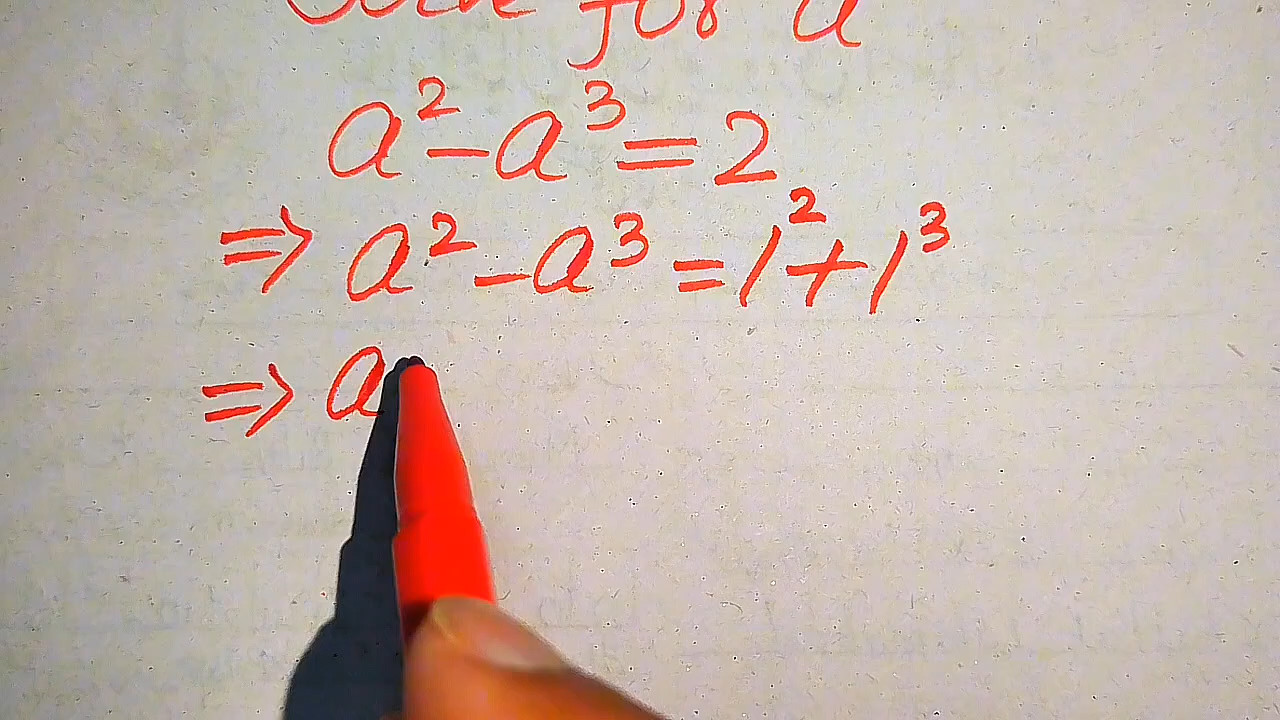 for a
a² - a³ = 2
⇒ a² - a³ = 1² + 1³
⇒ a